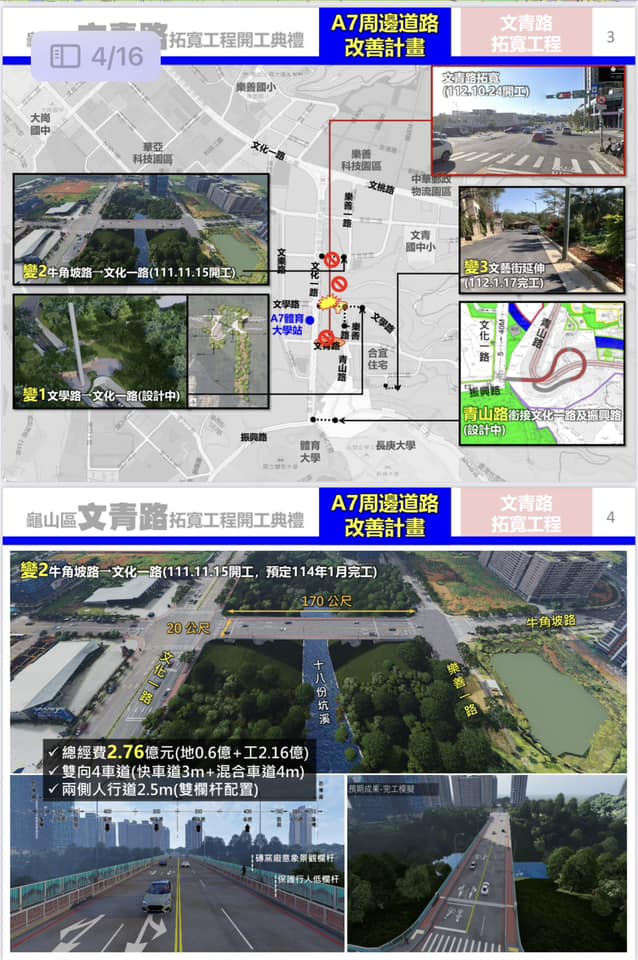 龜山區文青路拓寬工程開工典禮
A7周邊道路
改善計畫
文青路
拓寬工程
3
4/16
樂善國小
大崗
國中
華亞
科技園區
文化一路
樂善
科技園區
文桃路
中華郵政
物流園區
樂善一路
文青
國中小
文東路
文化一路
文學路
A7體育
大學站
文青路
樂善一路
文學路
青山路
合宜
住宅
振興路
體育
大學
長庚大學
文青路拓寬
(112.10.24開工)
變2牛角坡路→文化一路(111.11.15開工)
變3文藝街延伸
(112.1.17完工)
變1文學路→文化一路(設計中)
文化一路
青山路
5-40M
振興路
青山路銜接文化一路及振興路
(設計中)
龜山區文青路拓寬工程開工典禮
A7周邊道路
改善計畫
文青路
拓寬工程
4
變2牛角坡路→文化一路(111.11.15開工，預定114年1月完工)
170 公尺
20 公尺
牛角坡路
文化一路
十八份坑溪
樂善一路
✓ 總經費2.76億元(地0.6億+工2.16億)
✓ 雙向4車道(快車道3m+混合車道4m)
✓ 兩側人行道2.5m(雙欄杆配置)
磚窯廠意象景觀欄杆
保護行人低欄杆
預期成果-完工模擬